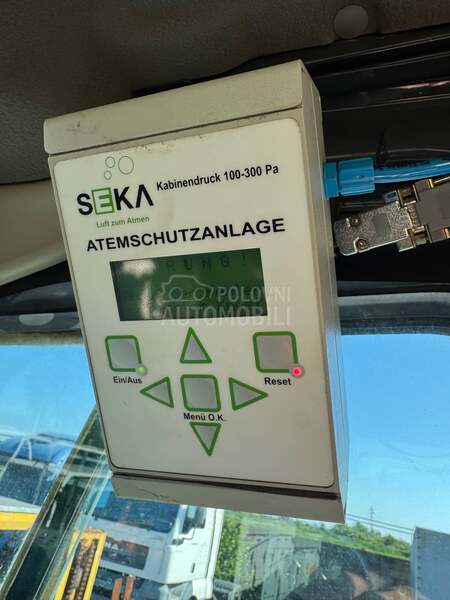 SEKA
Luft zum Atmen
Kabinendruck 100-300 Pa
ATEMSCHUTZANLAGE
POLOVNI
AUTOMOBILI
Ein/Aus
Reset
Menü O.K.